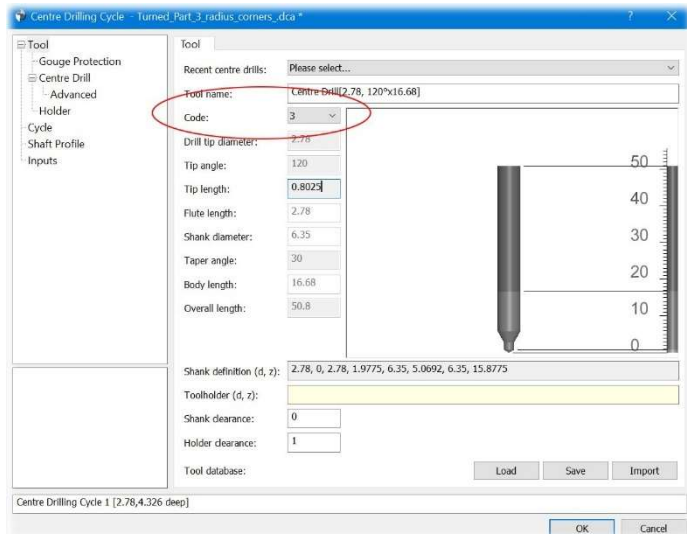 Centre Drilling Cycle - Turned_Part_3_radius_corners_.dca *
? ×
Tool
Gouge Protection
Centre Drill
Advanced
Holder
Cycle
Shaft Profile
Inputs
Tool
Recent centre drills: Please select...
Tool name: Centre Drill[2.78, 120°x16.68]
Code: 3
Drill tip diameter: 2.78
Tip angle: 120
Tip length: 0.8025
Flute length: 2.78
Shank diameter: 6.35
Taper angle: 30
Body length: 16.68
Overall length: 50.8
50
40
30
20
10
0
Shank definition (d, z): 2.78, 0, 2.78, 1.9775, 6.35, 5.0692, 6.35, 15.8775
Toolholder (d, z):
Shank clearance: 0
Holder clearance: 1
Tool database: Load Save Import
Centre Drilling Cycle 1 [2.78,4.326 deep]
OK Cancel